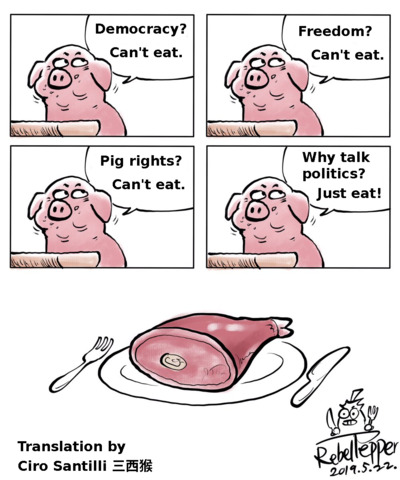 Democracy?
Can't eat.
Freedom?
Can't eat.
Pig rights?
Can't eat.
Why talk
politics?
Just eat!
RebelPepper
2019.5.22.
Translation by
Ciro Santilli 三西猴